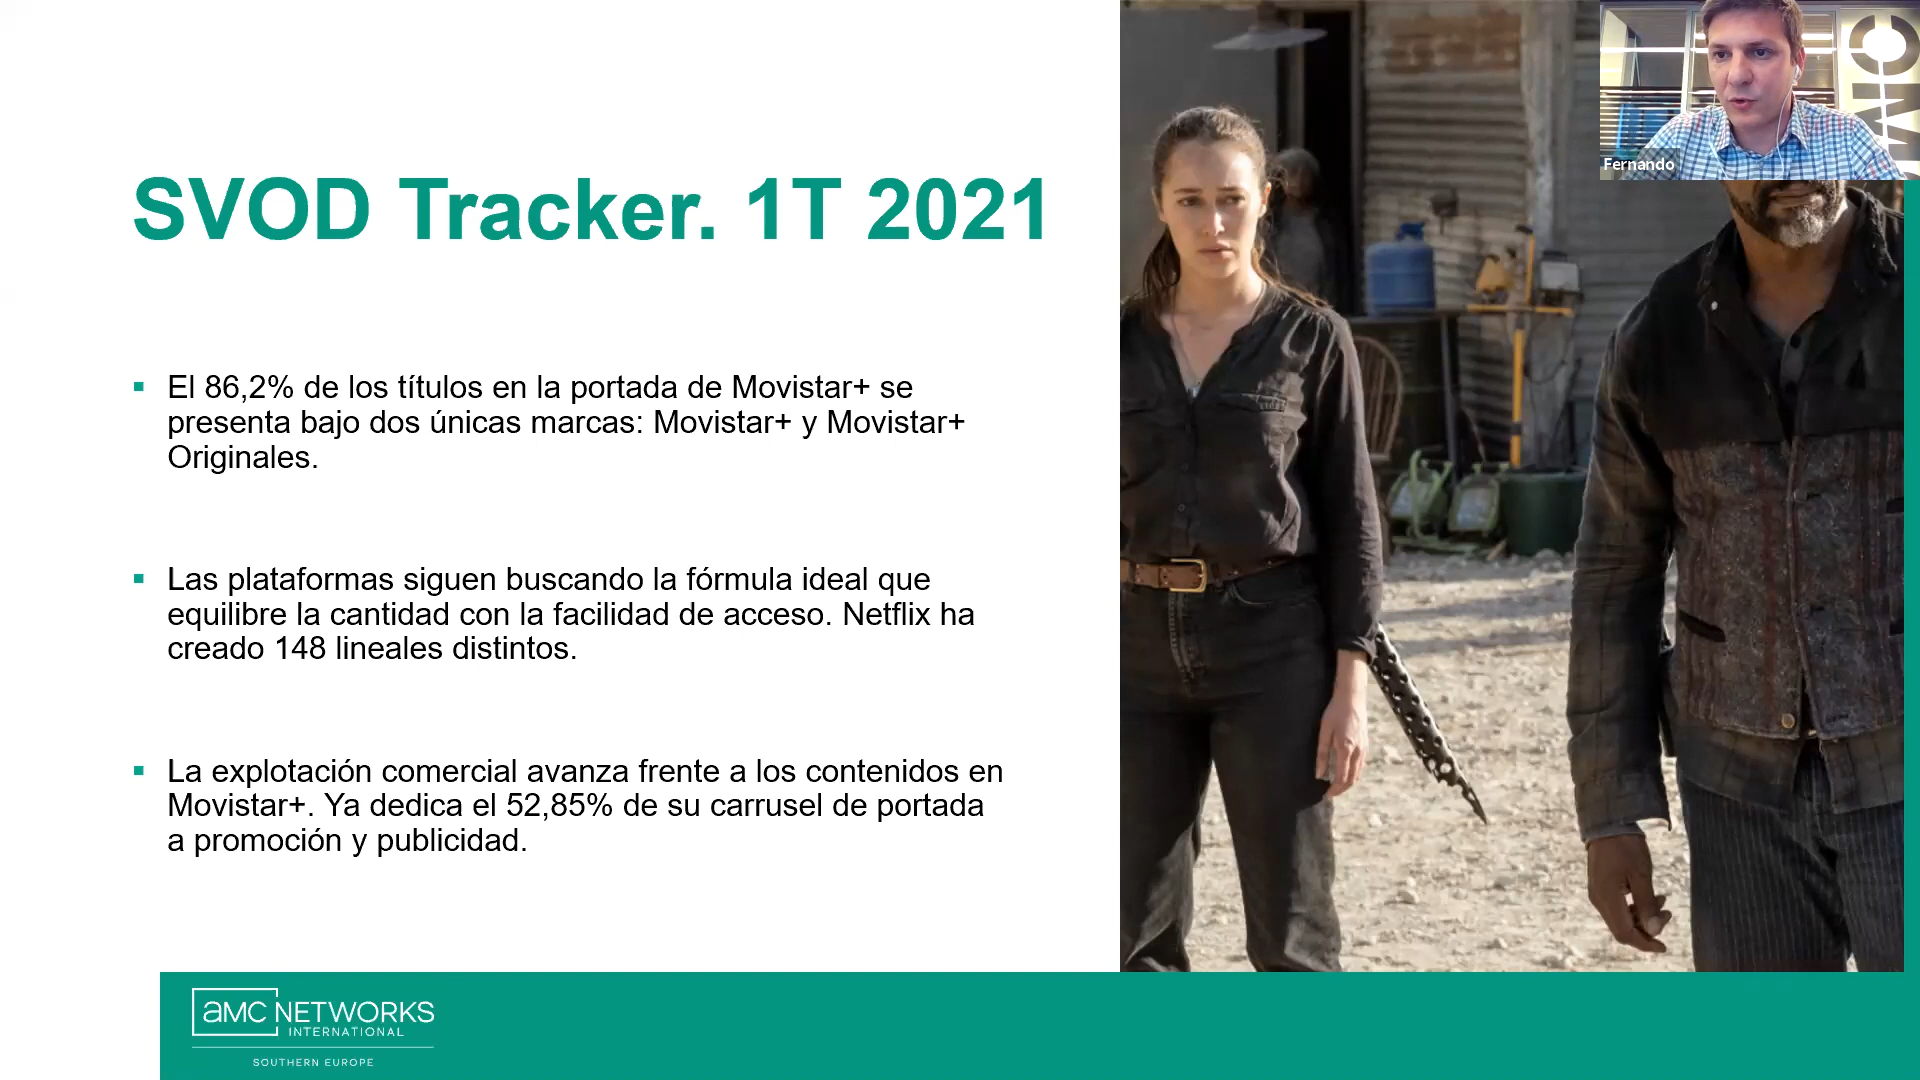 SVOD Tracker. 1T 2021
El 86,2% de los títulos en la portada de Movistar+ se
presenta bajo dos únicas marcas: Movistar+ y Movistar+
Originales.
Las plataformas siguen buscando la fórmula ideal que
equilibre la cantidad con la facilidad de acceso. Netflix ha
creado 148 lineales distintos.
La explotación comercial avanza frente a los contenidos en
Movistar+. Ya dedica el 52,85% de su carrusel de portada
a promoción y publicidad.
Fernando
aMC NETWORKS
INTERNATIONAL
SOUTHERN EUROPE